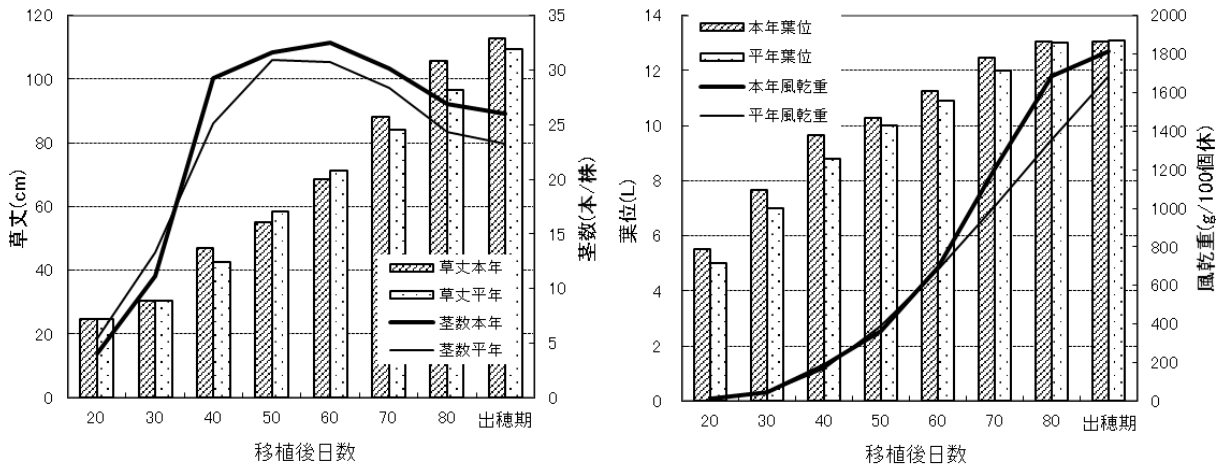 120
100
80
60
40
20
0
草丈(cm)
35
30
25
20
15
10
5
0
茎数(本/株)
草丈本年
草丈平年
茎数本年
茎数平年
20 30 40 50 60 70 80 出穂期
移植後日数
14
12
10
8
6
4
2
0
葉位(L)
本年葉位
平年葉位
本年風乾重
平年風乾重
2000
1800
1600
1400
1200
1000
800
600
400
200
0
風乾重(g/100個休)
20 30 40 50 60 70 80 出穂期
移植後日数